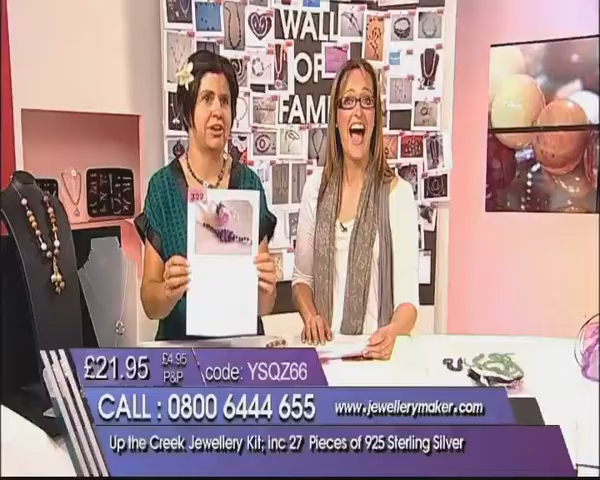 WALL
OF
FAME
322
£21.95 £4.95 P&P code: YSQZ66
CALL : 0800 6444 655 www.jewellerymaker.com
Up the Creek Jewellery Kit; inc 27 Pieces of 925 Sterling Silver